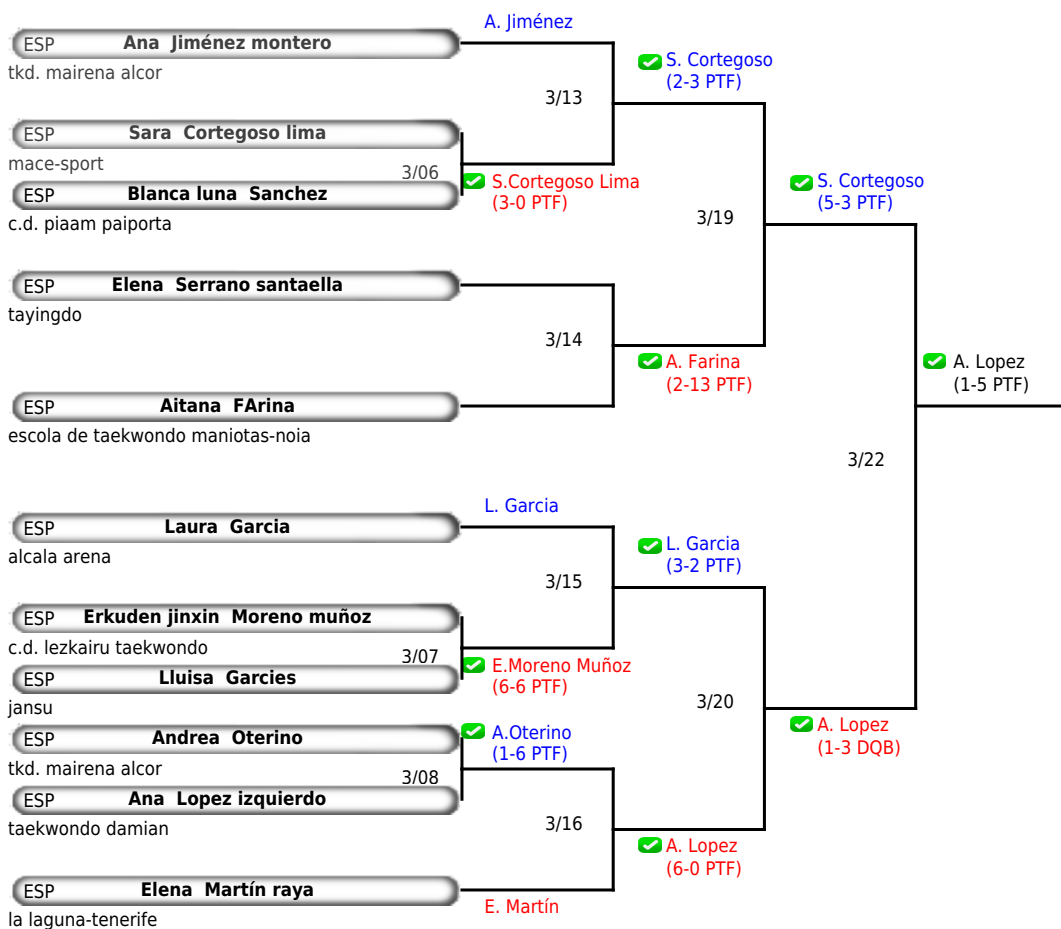 A. Jiménez
ESP Ana Jiménez montero
tkd. mairena alcor
S. Cortegoso
(2-3 PTF)
3/13
ESP Sara Cortegoso lima
mace-sport
3/06
S.Cortegoso Lima
(3-0 PTF)
ESP Blanca luna Sanchez
c.d. piaam paiporta
S. Cortegoso
(5-3 PTF)
3/19
ESP Elena Serrano santaella
tayingdo
3/14
A. Farina
(2-13 PTF)
A. Lopez
(1-5 PTF)
ESP Aitana FArina
escola de taekwondo maniotas-noia
3/22
L. Garcia
ESP Laura Garcia
alcala arena
L. Garcia
(3-2 PTF)
3/15
ESP Erkuden jinxin Moreno muñoz
c.d. lezkairu taekwondo
3/07
E.Moreno Muñoz
(6-6 PTF)
ESP Lluisa Garcies
jansu
3/20
A. Lopez
(1-3 DQB)
ESP Andrea Oterino
A.Oterino
(1-6 PTF)
tkd. mairena alcor
3/08
ESP Ana Lopez izquierdo
taekwondo damian
3/16
A. Lopez
(6-0 PTF)
ESP Elena Martín raya
E. Martín
la laguna-tenerife